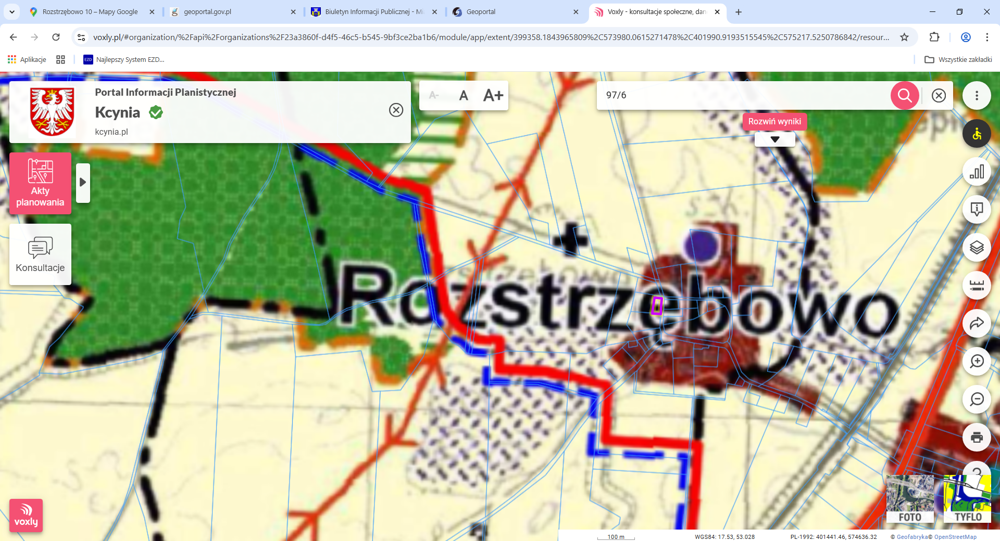 Rozstrzębowo 10 – Mapy Google
geoportal.gov.pl
Biuletyn Informacji Publicznej - Mi
Geoportal
Voxly - konsultacje społeczne, dan
voxly.pl/#organization/%2Fapi%2Forganizations%2F23a3860f-d4f5-46c5-b545-9bf3ce2ba1b6/module/app/extent/399358.1843965809%2C573980.0615271478%2C401990.9193515545%2C575217.5250786842/resour...
Aplikacje
EZD
Najlepszy System EZD...
Wszystkie zakładki
Portal Informacji Planistycznej
Kcynia
kcynia.pl
A- A A+
97/6
Rozwiń wyniki
Akty
planowania
Konsultacje
Rozstrzebowo
voxly
FOTO
TYFLO
100 m
WGS84: 17.53, 53.028
PL-1992: 401441.46, 574636.32
© Geofabryka© OpenStreetMap